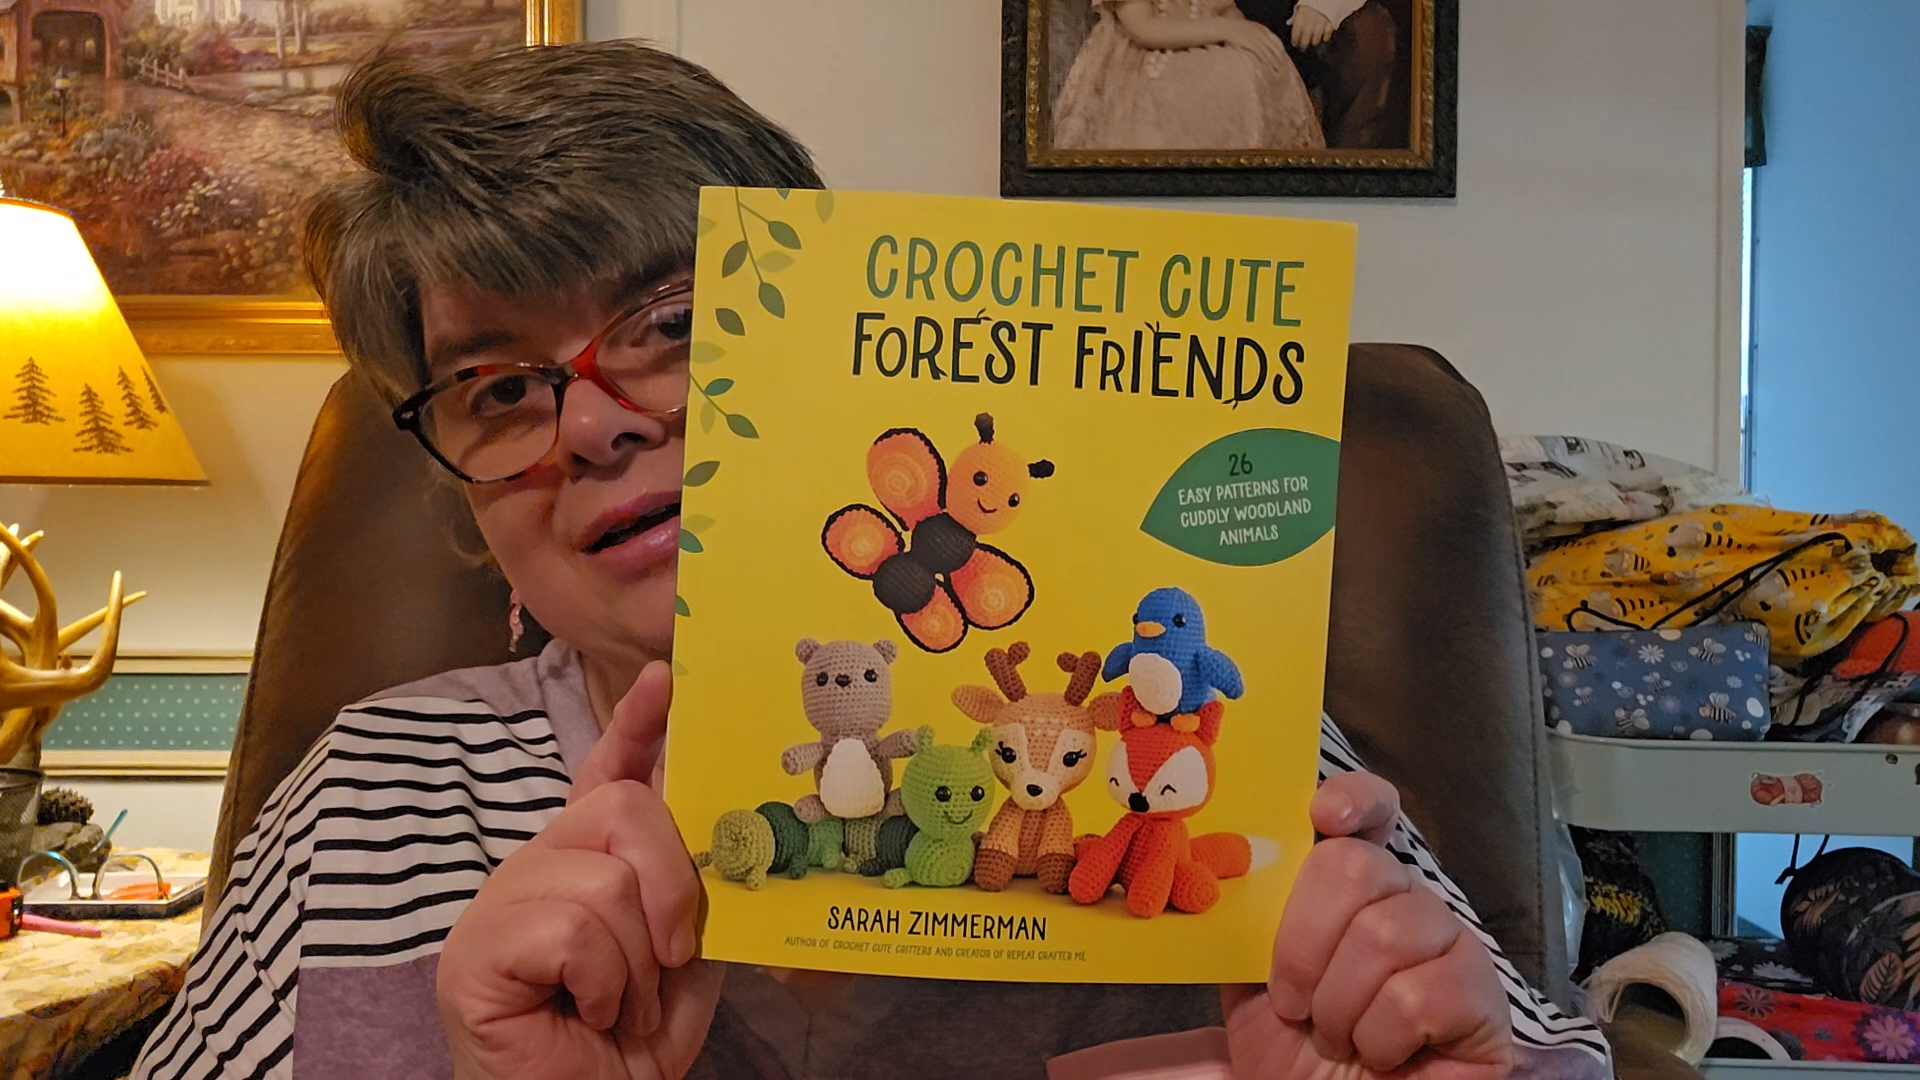 CROCHET CUTE
FOREST FRIENDS
26
EASY PATTERNS FOR
CUDDLY WOODLAND
ANIMALS
SARAH ZIMMERMAN
AUTHOR OF CROCHET CUTE CRITTERS AND CREATOR OF REPEAT CRAFTER ME